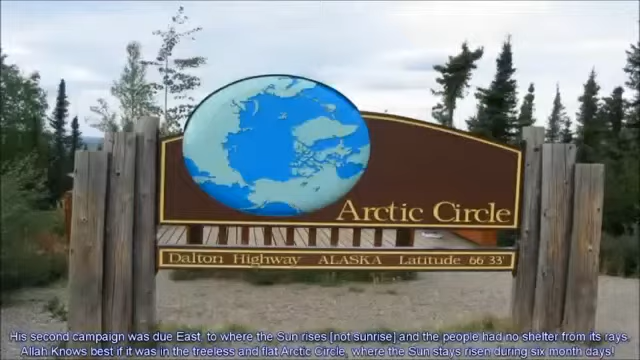 Arctic Circle
Dalton Highway ALASKA Latitude 66°33'
His second campaign was due East, to where the Sun rises [not sunrise] and the people had no shelter from its rays.
Allah Knows best if it was in the treeless and flat Arctic Circle, where the Sun stays risen during six month days!